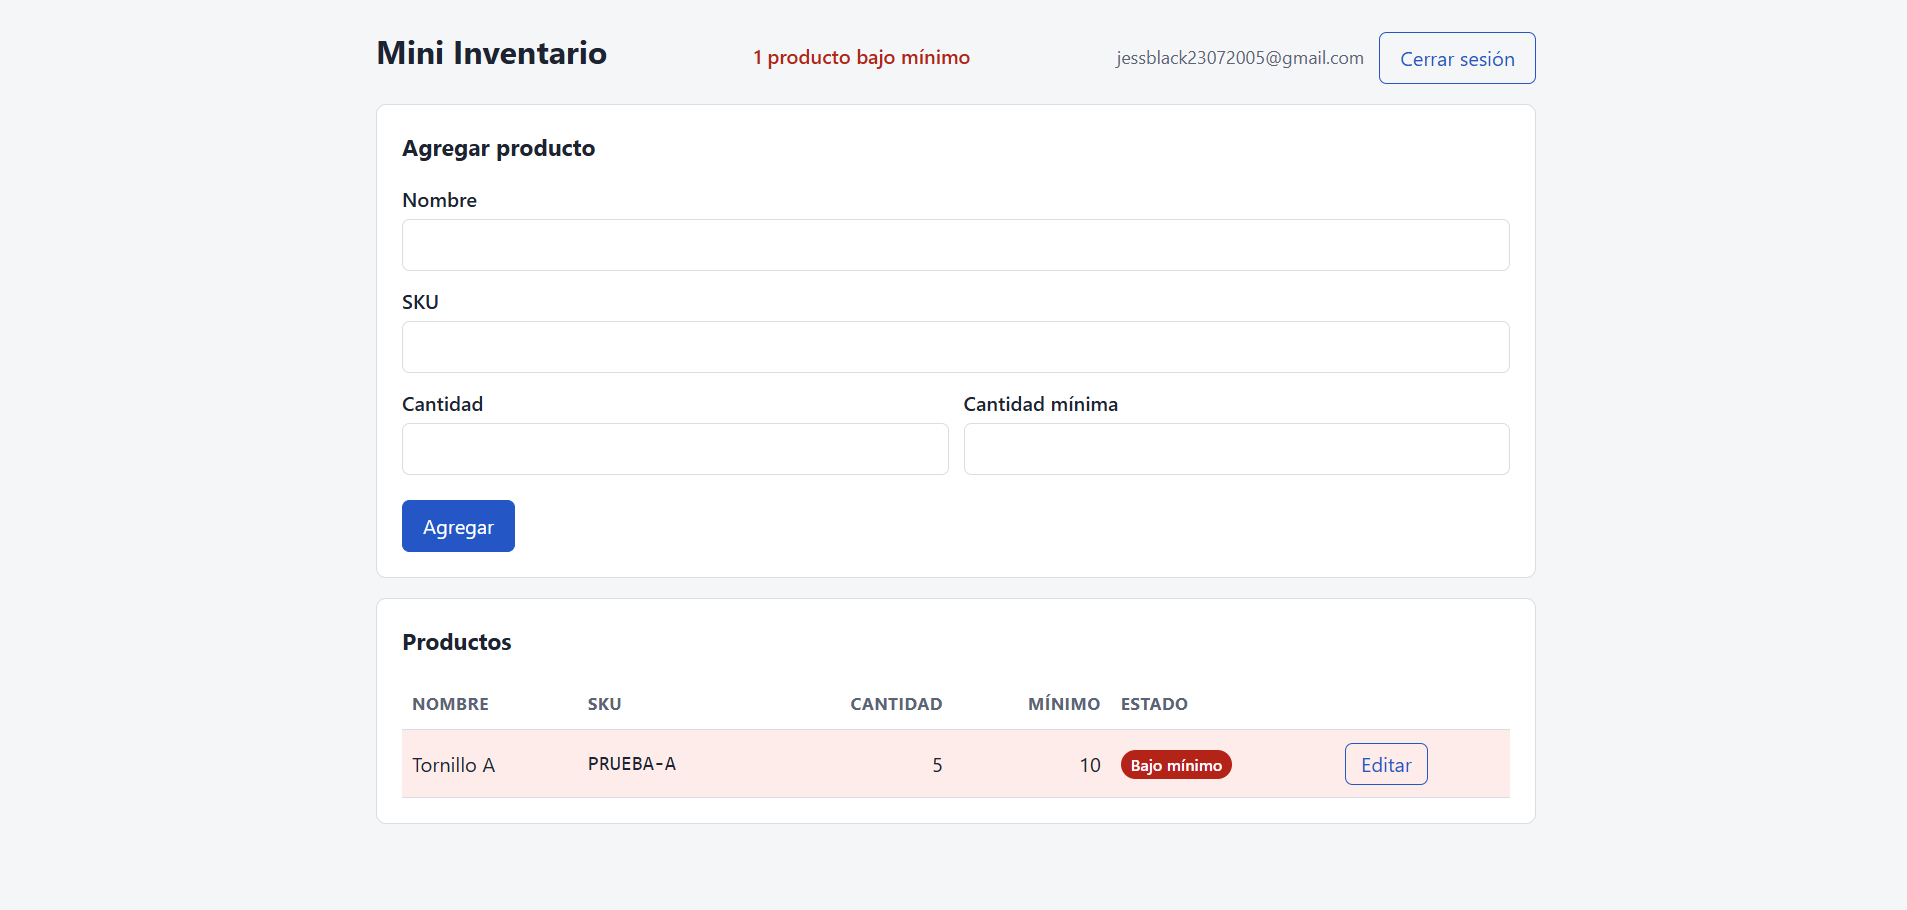 Mini Inventario
1 producto bajo mínimo
jessblack23072005@gmail.com
Cerrar sesión
Agregar producto
Nombre
SKU
Cantidad
Cantidad mínima
Agregar
Productos
NOMBRE SKU CANTIDAD MÍNIMO ESTADO
Tornillo A PRUEBA-A 5 10 Bajo mínimo Editar